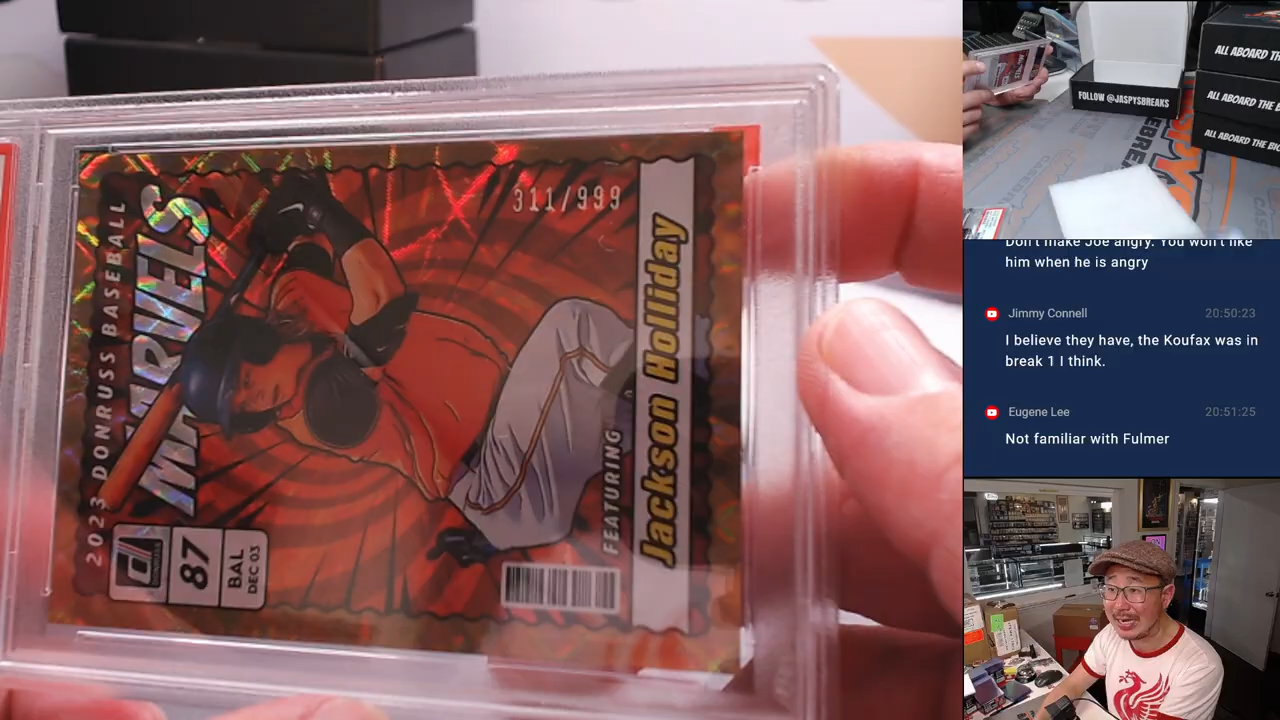 2023 DONRUSS BASEBALL
MARVELS
87
BAL
DEC 03
311/999
FEATURING
Jackson Holliday
FOLLOW @JASPYSBREAKS
ALL ABOARD THE
ALL ABOARD THE B
ALL ABOARD THE BIG
Don't make Joe angry. You won't like
him when he is angry
Jimmy Connell 20:50:23
I believe they have, the Koufax was in
break 1 I think.
Eugene Lee 20:51:25
Not familiar with Fulmer